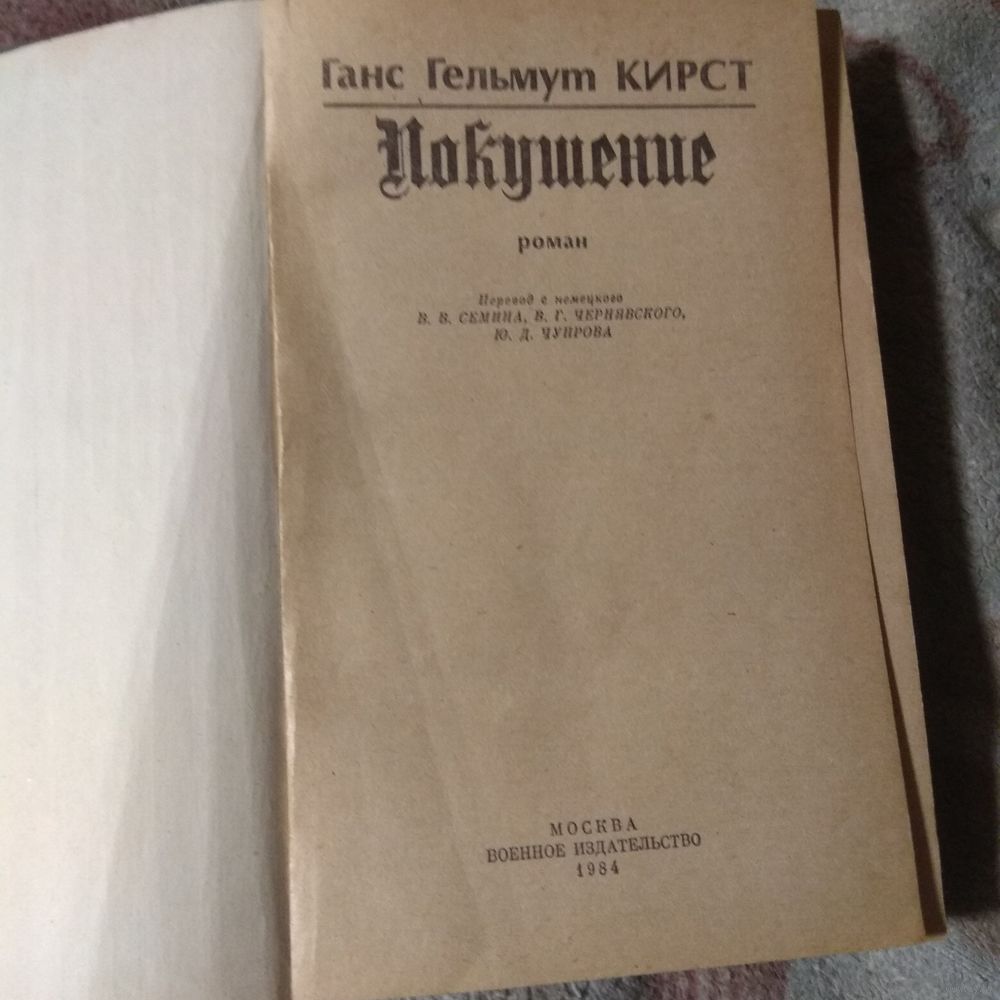 Ганс Гельмут КИРСТ
Покушение
роман
Перевод с немецкого
В. В. СЕМИНА, В. Г. ЧЕРНЯВСКОГО,
Ю. Д. ЧУПРОВА
МОСКВА
ВОЕННОЕ ИЗДАТЕЛЬСТВО
1984